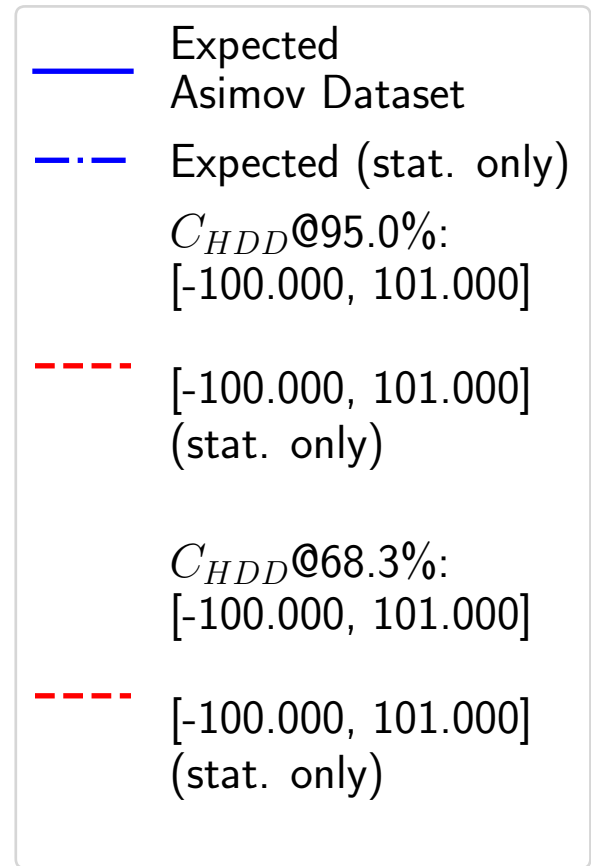 Expected
Asimov Dataset
Expected (stat. only)
$C_{HDD}$@95.0%:
[-100.000, 101.000]
[-100.000, 101.000]
(stat. only)
$C_{HDD}$@68.3%:
[-100.000, 101.000]
[-100.000, 101.000]
(stat. only)